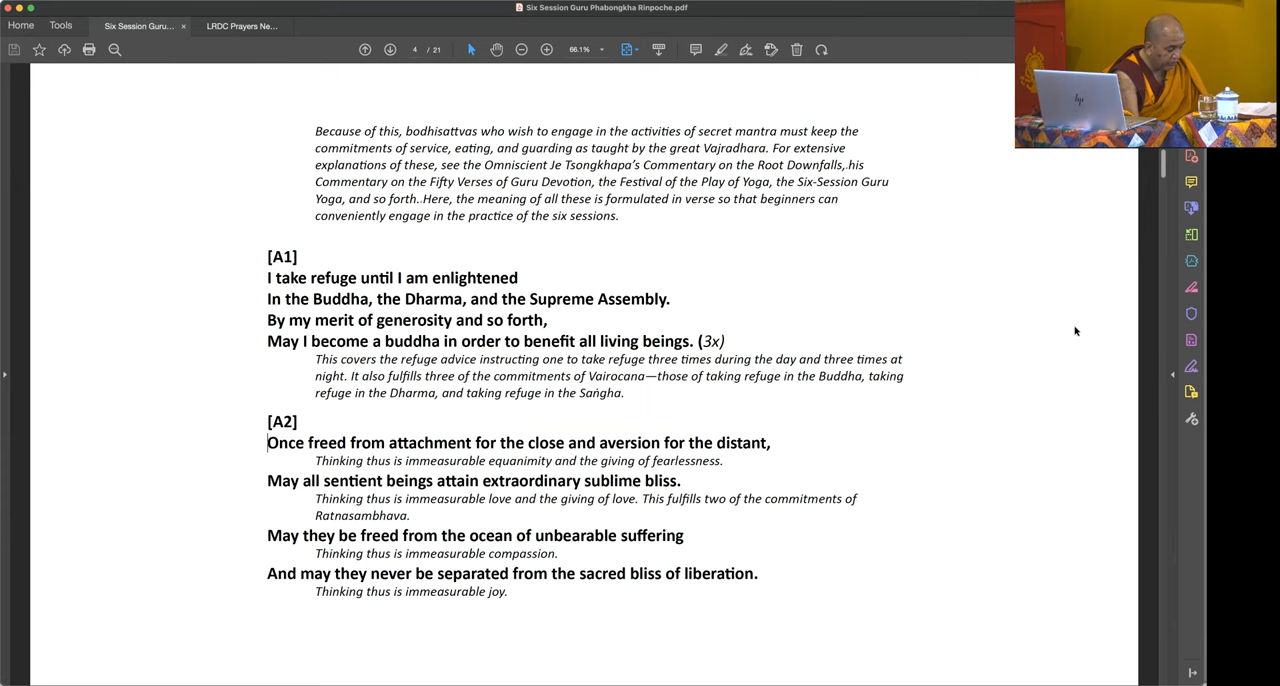 Six Session Guru Phabongkha Rinpoche.pdf
Home Tools Six Session Guru... × LRDC Prayers Ne...
4 / 21 66.1%
Because of this, bodhisattvas who wish to engage in the activities of secret mantra must keep the
commitments of service, eating, and guarding as taught by the great Vajradhara. For extensive
explanations of these, see the Omniscient Je Tsongkhapa's Commentary on the Root Downfalls,.his
Commentary on the Fifty Verses of Guru Devotion, the Festival of the Play of Yoga, the Six-Session Guru
Yoga, and so forth..Here, the meaning of all these is formulated in verse so that beginners can
conveniently engage in the practice of the six sessions.
[A1]
I take refuge until I am enlightened
In the Buddha, the Dharma, and the Supreme Assembly.
By my merit of generosity and so forth,
May I become a buddha in order to benefit all living beings. (3x)
This covers the refuge advice instructing one to take refuge three times during the day and three times at
night. It also fulfills three of the commitments of Vairocana—those of taking refuge in the Buddha, taking
refuge in the Dharma, and taking refuge in the Saṅgha.
[A2]
Once freed from attachment for the close and aversion for the distant,
Thinking thus is immeasurable equanimity and the giving of fearlessness.
May all sentient beings attain extraordinary sublime bliss.
Thinking thus is immeasurable love and the giving of love. This fulfills two of the commitments of
Ratnasambhava.
May they be freed from the ocean of unbearable suffering
Thinking thus is immeasurable compassion.
And may they never be separated from the sacred bliss of liberation.
Thinking thus is immeasurable joy.
hp